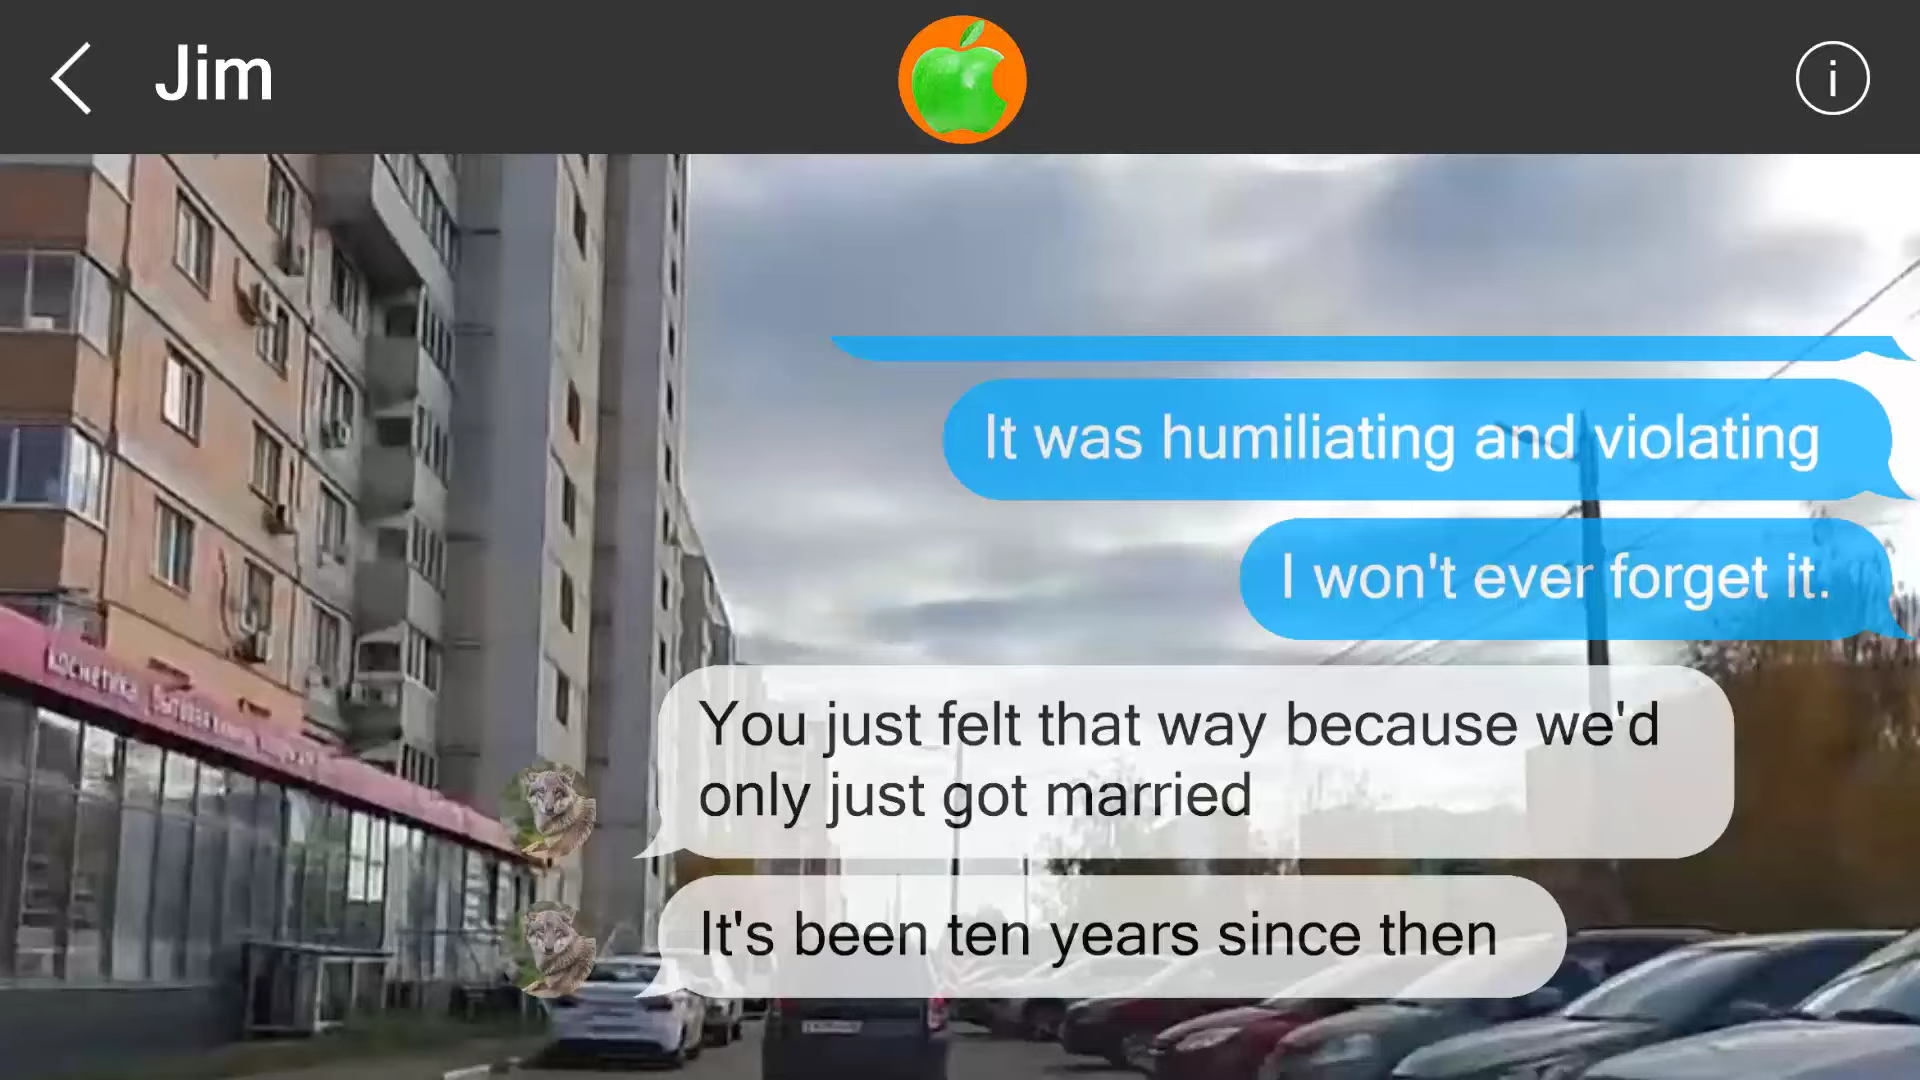 Jim
It was humiliating and violating
I won't ever forget it.
You just felt that way because we'd
only just got married
It's been ten years since then
КОСМЕТИКА